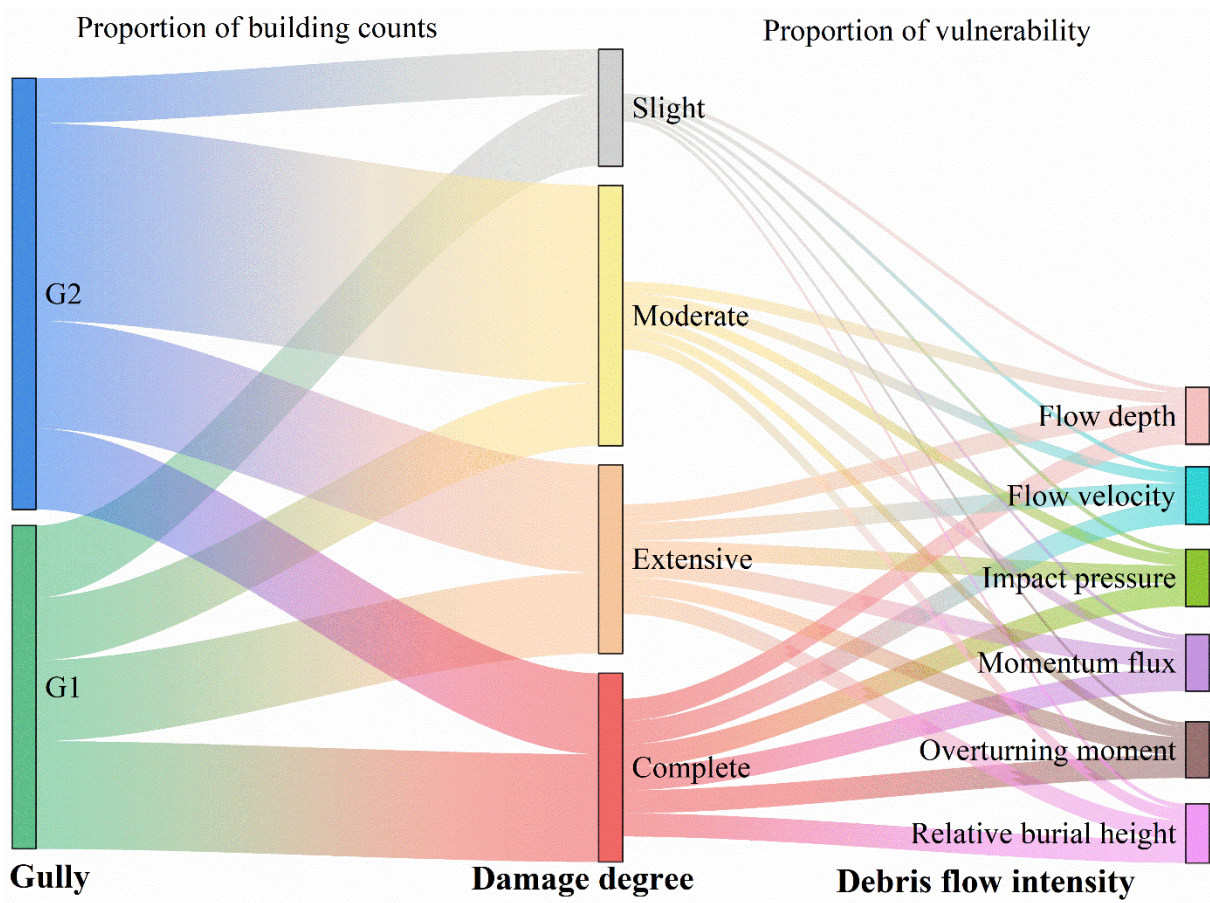 Proportion of building counts
Proportion of vulnerability
G2
G1
Slight
Moderate
Extensive
Complete
Flow depth
Flow velocity
Impact pressure
Momentum flux
Overturning moment
Relative burial height
Gully
Damage degree
Debris flow intensity